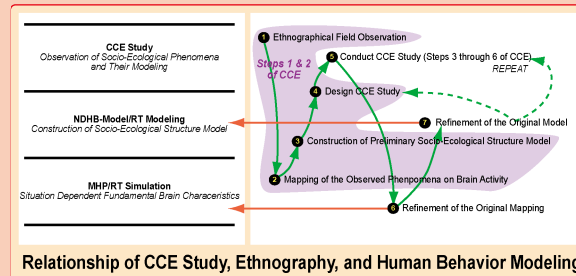 CCE Study
Observation of Socio-Ecological Phenomena
and Their Modeling
NDHB-Model/RT Modeling
Construction of Socio-Ecological Structure Model
MHP/RT Simulation
Situation Dependent Fundamental Brain Characeristics
1 Ethnographical Field Observation
Steps 1 & 2
of CCE
5 Conduct CCE Study (Steps 3 through 6 of CCE)
REPEAT
4 Design CCE Study
7 Refinement of the Original Model
3 Construction of Preliminary Socio-Ecological Structure Model
2 Mapping of the Observed Phenpomena on Brain Activity
6 Refinement of the Original Mapping
Relationship of CCE Study, Ethnography, and Human Behavior Modeling